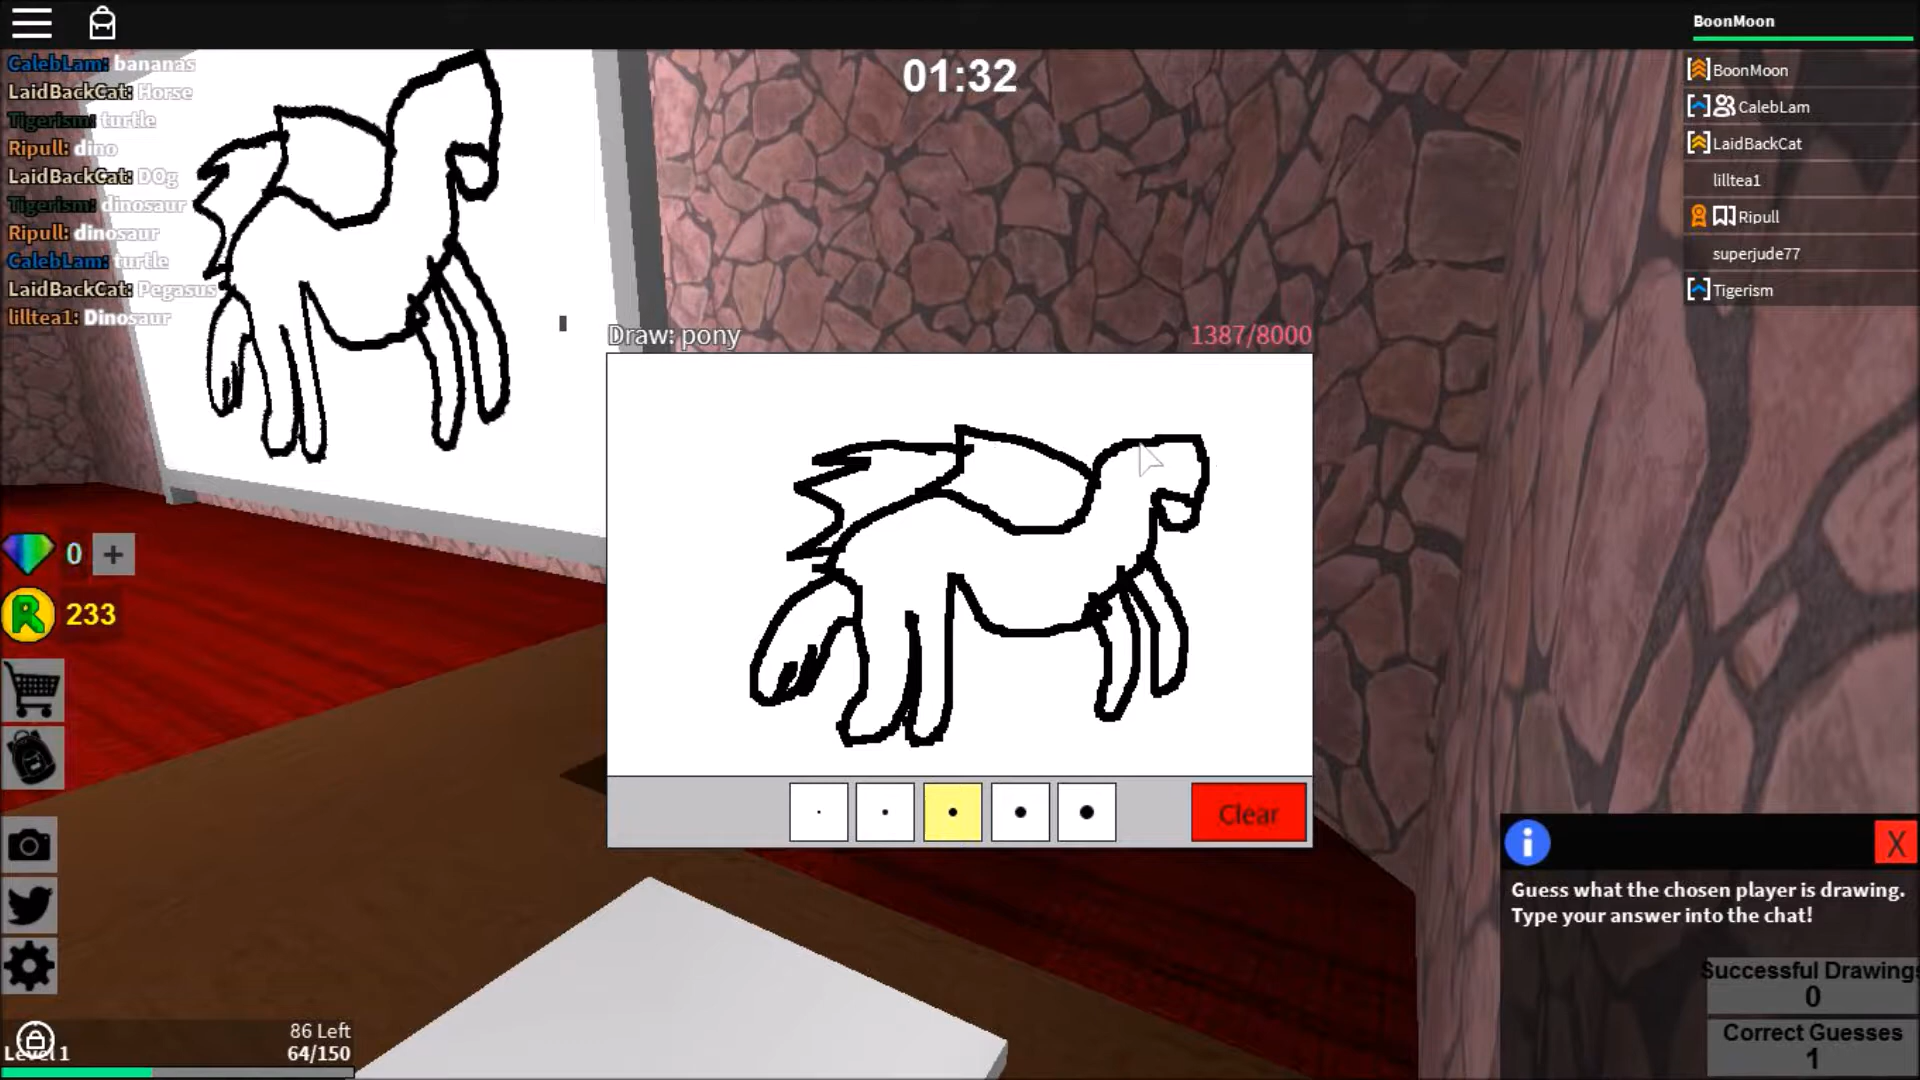 BoonMoon
CalebLam: bananas
LaidBackCat: Horse
Tigerism: turtle
Ripull: dino
LaidBackCat: DOg
Tigerism: dinosaur
Ripull: dinosaur
CalebLam: turtle
LaidBackCat: Pegasus
lilltea1: Dinosaur
01:32
BoonMoon
CalebLam
LaidBackCat
lilltea1
Ripull
superjude77
Tigerism
Draw: pony
1387/8000
0 +
R 233
Clear
i
X
Guess what the chosen player is drawing.
Type your answer into the chat!
Successful Drawings
0
Correct Guesses
1
86 Left
Level 1
64/150